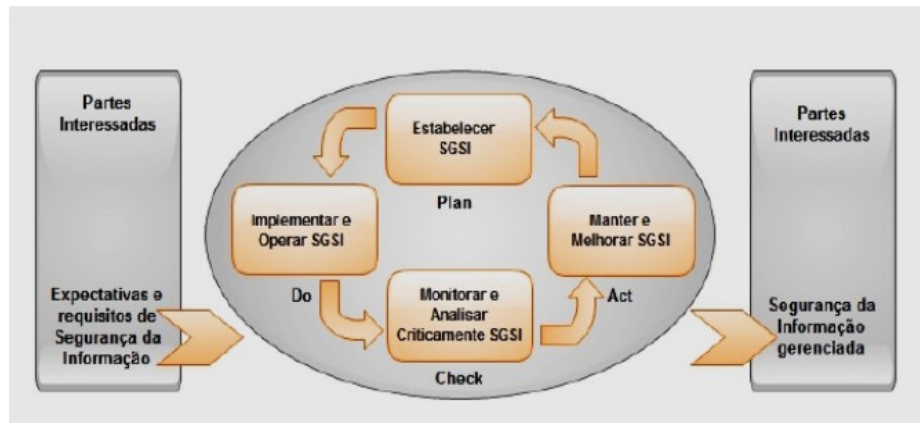 Partes
Interessadas
Expectativas e
requisitos de
Segurança da
Informação
Estabelecer
SGSI
Plan
Implementar e
Operar SGSI
Do
Monitorar e
Analisar
Criticamente SGSI
Check
Manter e
Melhorar SGSI
Act
Partes
Interessadas
Segurança da
Informação
gerenciada